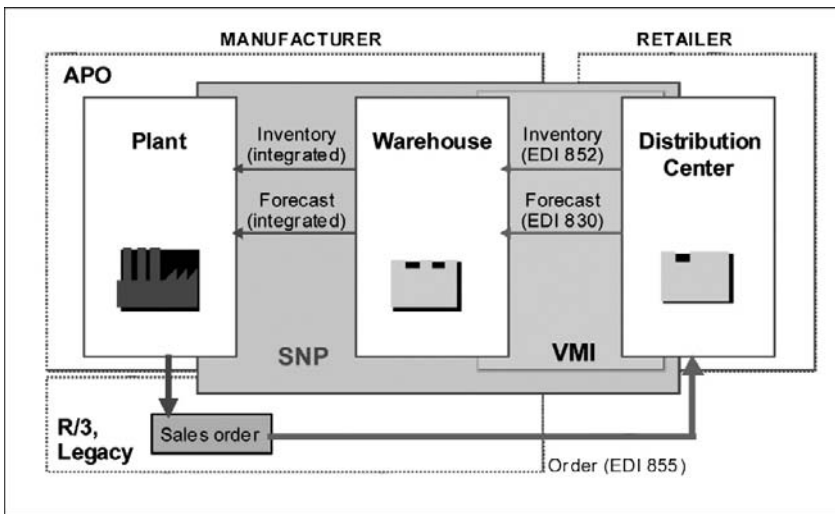 MANUFACTURER
RETAILER
APO
Plant
Inventory
(integrated)
Forecast
(integrated)
Warehouse
Inventory
(EDI 852)
Forecast
(EDI 830)
Distribution
Center
SNP
VMI
R/3,
Legacy
Sales order
Order (EDI 855)